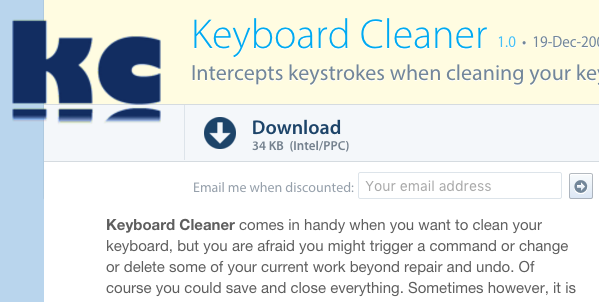 kc
Keyboard Cleaner 1.0 • 19-Dec-200
Intercepts keystrokes when cleaning your key
Download
34 KB (Intel/PPC)
Email me when discounted: Your email address
Keyboard Cleaner comes in handy when you want to clean your
keyboard, but you are afraid you might trigger a command or change
or delete some of your current work beyond repair and undo. Of
course you could save and close everything. Sometimes however, it is